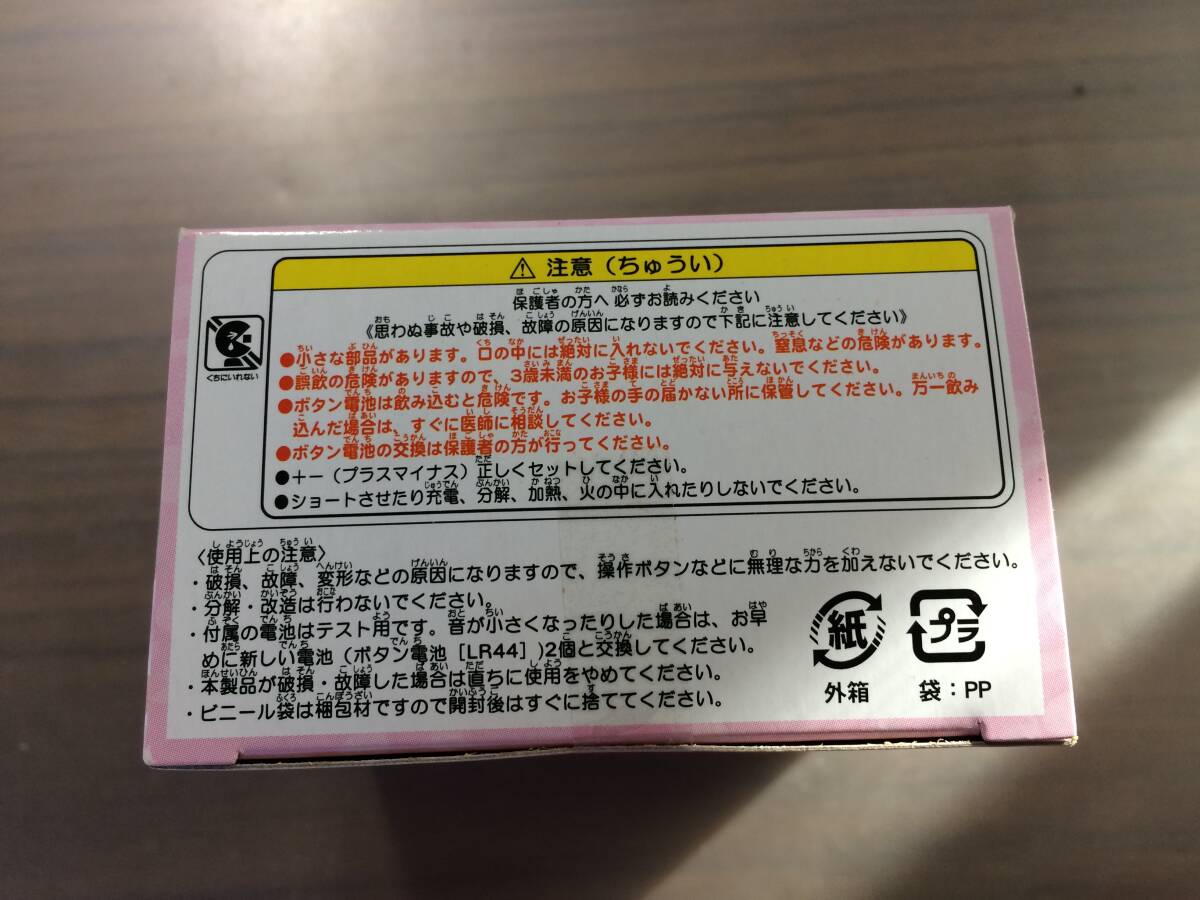 ⚠ 注意（ちゅうい）
保護者の方へ 必ずお読みください
《思わぬ事故や破損、故障の原因になりますので下記に注意してください》
●小さな部品があります。口の中には絶対に入れないでください。窒息などの危険があります。
●誤飲の危険がありますので、3歳未満のお子様には絶対に与えないでください。
●ボタン電池は飲み込むと危険です。お子様の手の届かない所に保管してください。万一飲み
込んだ場合は、すぐに医師に相談してください。
●ボタン電池の交換は保護者の方が行ってください。
●＋－（プラスマイナス）正しくセットしてください。
●ショートさせたり充電、分解、加熱、火の中に入れたりしないでください。
くちにいれない
〈使用上の注意〉
・破損、故障、変形などの原因になりますので、操作ボタンなどに無理な力を加えないでください。
・分解・改造は行わないでください。
・付属の電池はテスト用です。音が小さくなったりした場合は、お早
めに新しい電池（ボタン電池［LR44］)2個と交換してください。
・本製品が破損・故障した場合は直ちに使用をやめてください。
・ビニール袋は梱包材ですので開封後はすぐに捨ててください。
紙
外箱
プラ
袋：PP